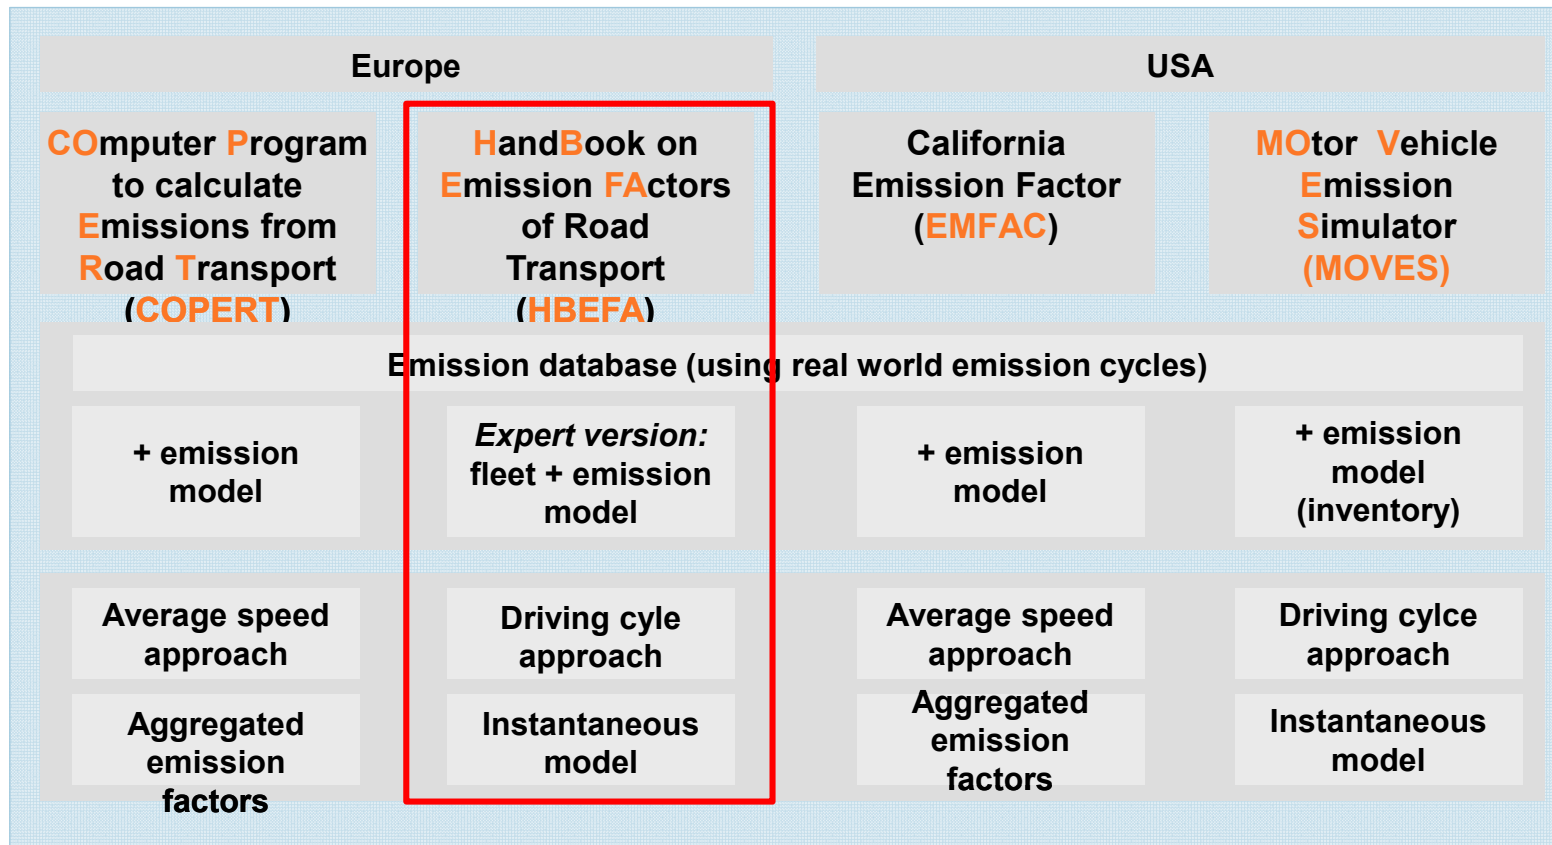 Europe
USA
COmputer Program
to calculate
Emissions from
Road Transport
(COPERT)
HandBook on
Emission FActors
of Road
Transport
(HBEFA)
California
Emission Factor
(EMFAC)
MOtor Vehicle
Emission
Simulator
(MOVES)
Emission database (using real world emission cycles)
+ emission
model
Expert version:
fleet + emission
model
+ emission
model
+ emission
model
(inventory)
Average speed
approach
Driving cyle
approach
Average speed
approach
Driving cylce
approach
Aggregated
emission
factors
Instantaneous
model
Aggregated
emission
factors
Instantaneous
model